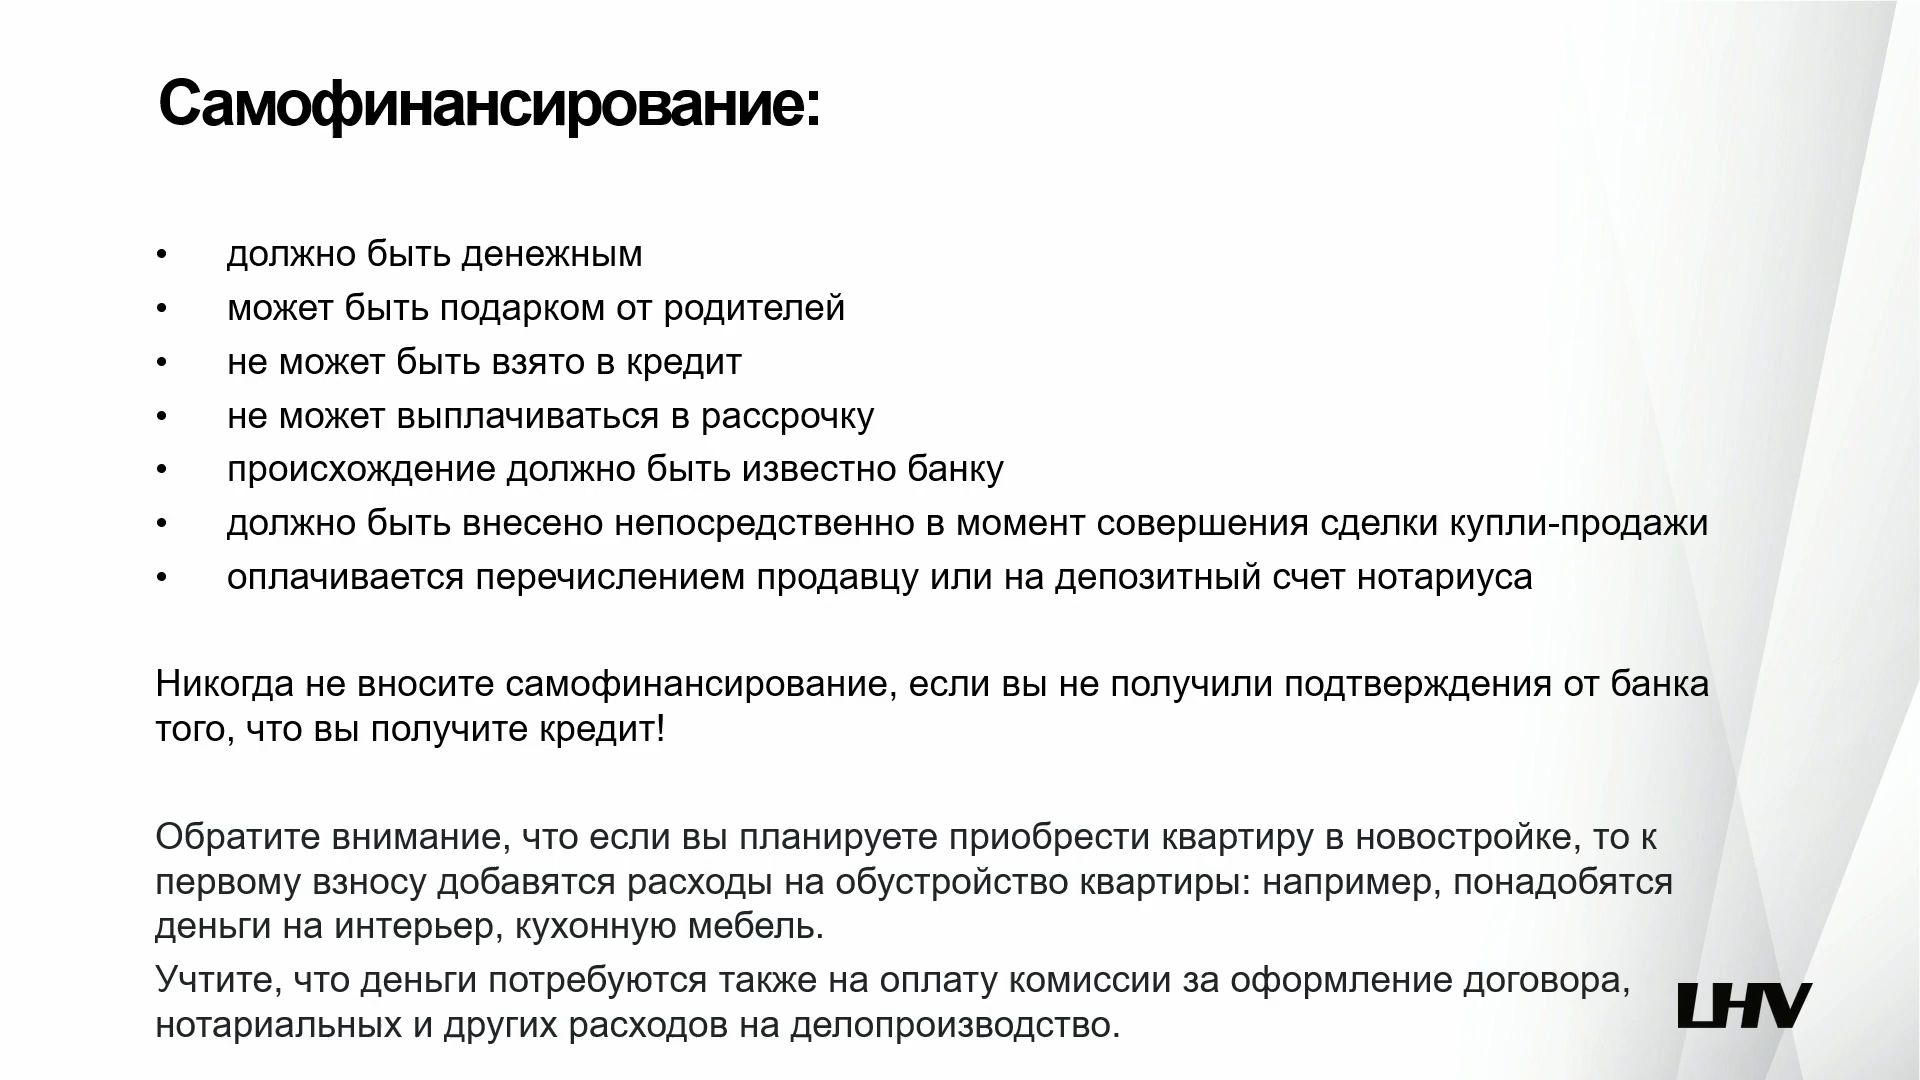 Самофинансирование:
• должно быть денежным
• может быть подарком от родителей
• не может быть взято в кредит
• не может выплачиваться в рассрочку
• происхождение должно быть известно банку
• должно быть внесено непосредственно в момент совершения сделки купли-продажи
• оплачивается перечислением продавцу или на депозитный счет нотариуса
Никогда не вносите самофинансирование, если вы не получили подтверждения от банка
того, что вы получите кредит!
Обратите внимание, что если вы планируете приобрести квартиру в новостройке, то к
первому взносу добавятся расходы на обустройство квартиры: например, понадобятся
деньги на интерьер, кухонную мебель.
Учтите, что деньги потребуются также на оплату комиссии за оформление договора,
нотариальных и других расходов на делопроизводство.
LHV